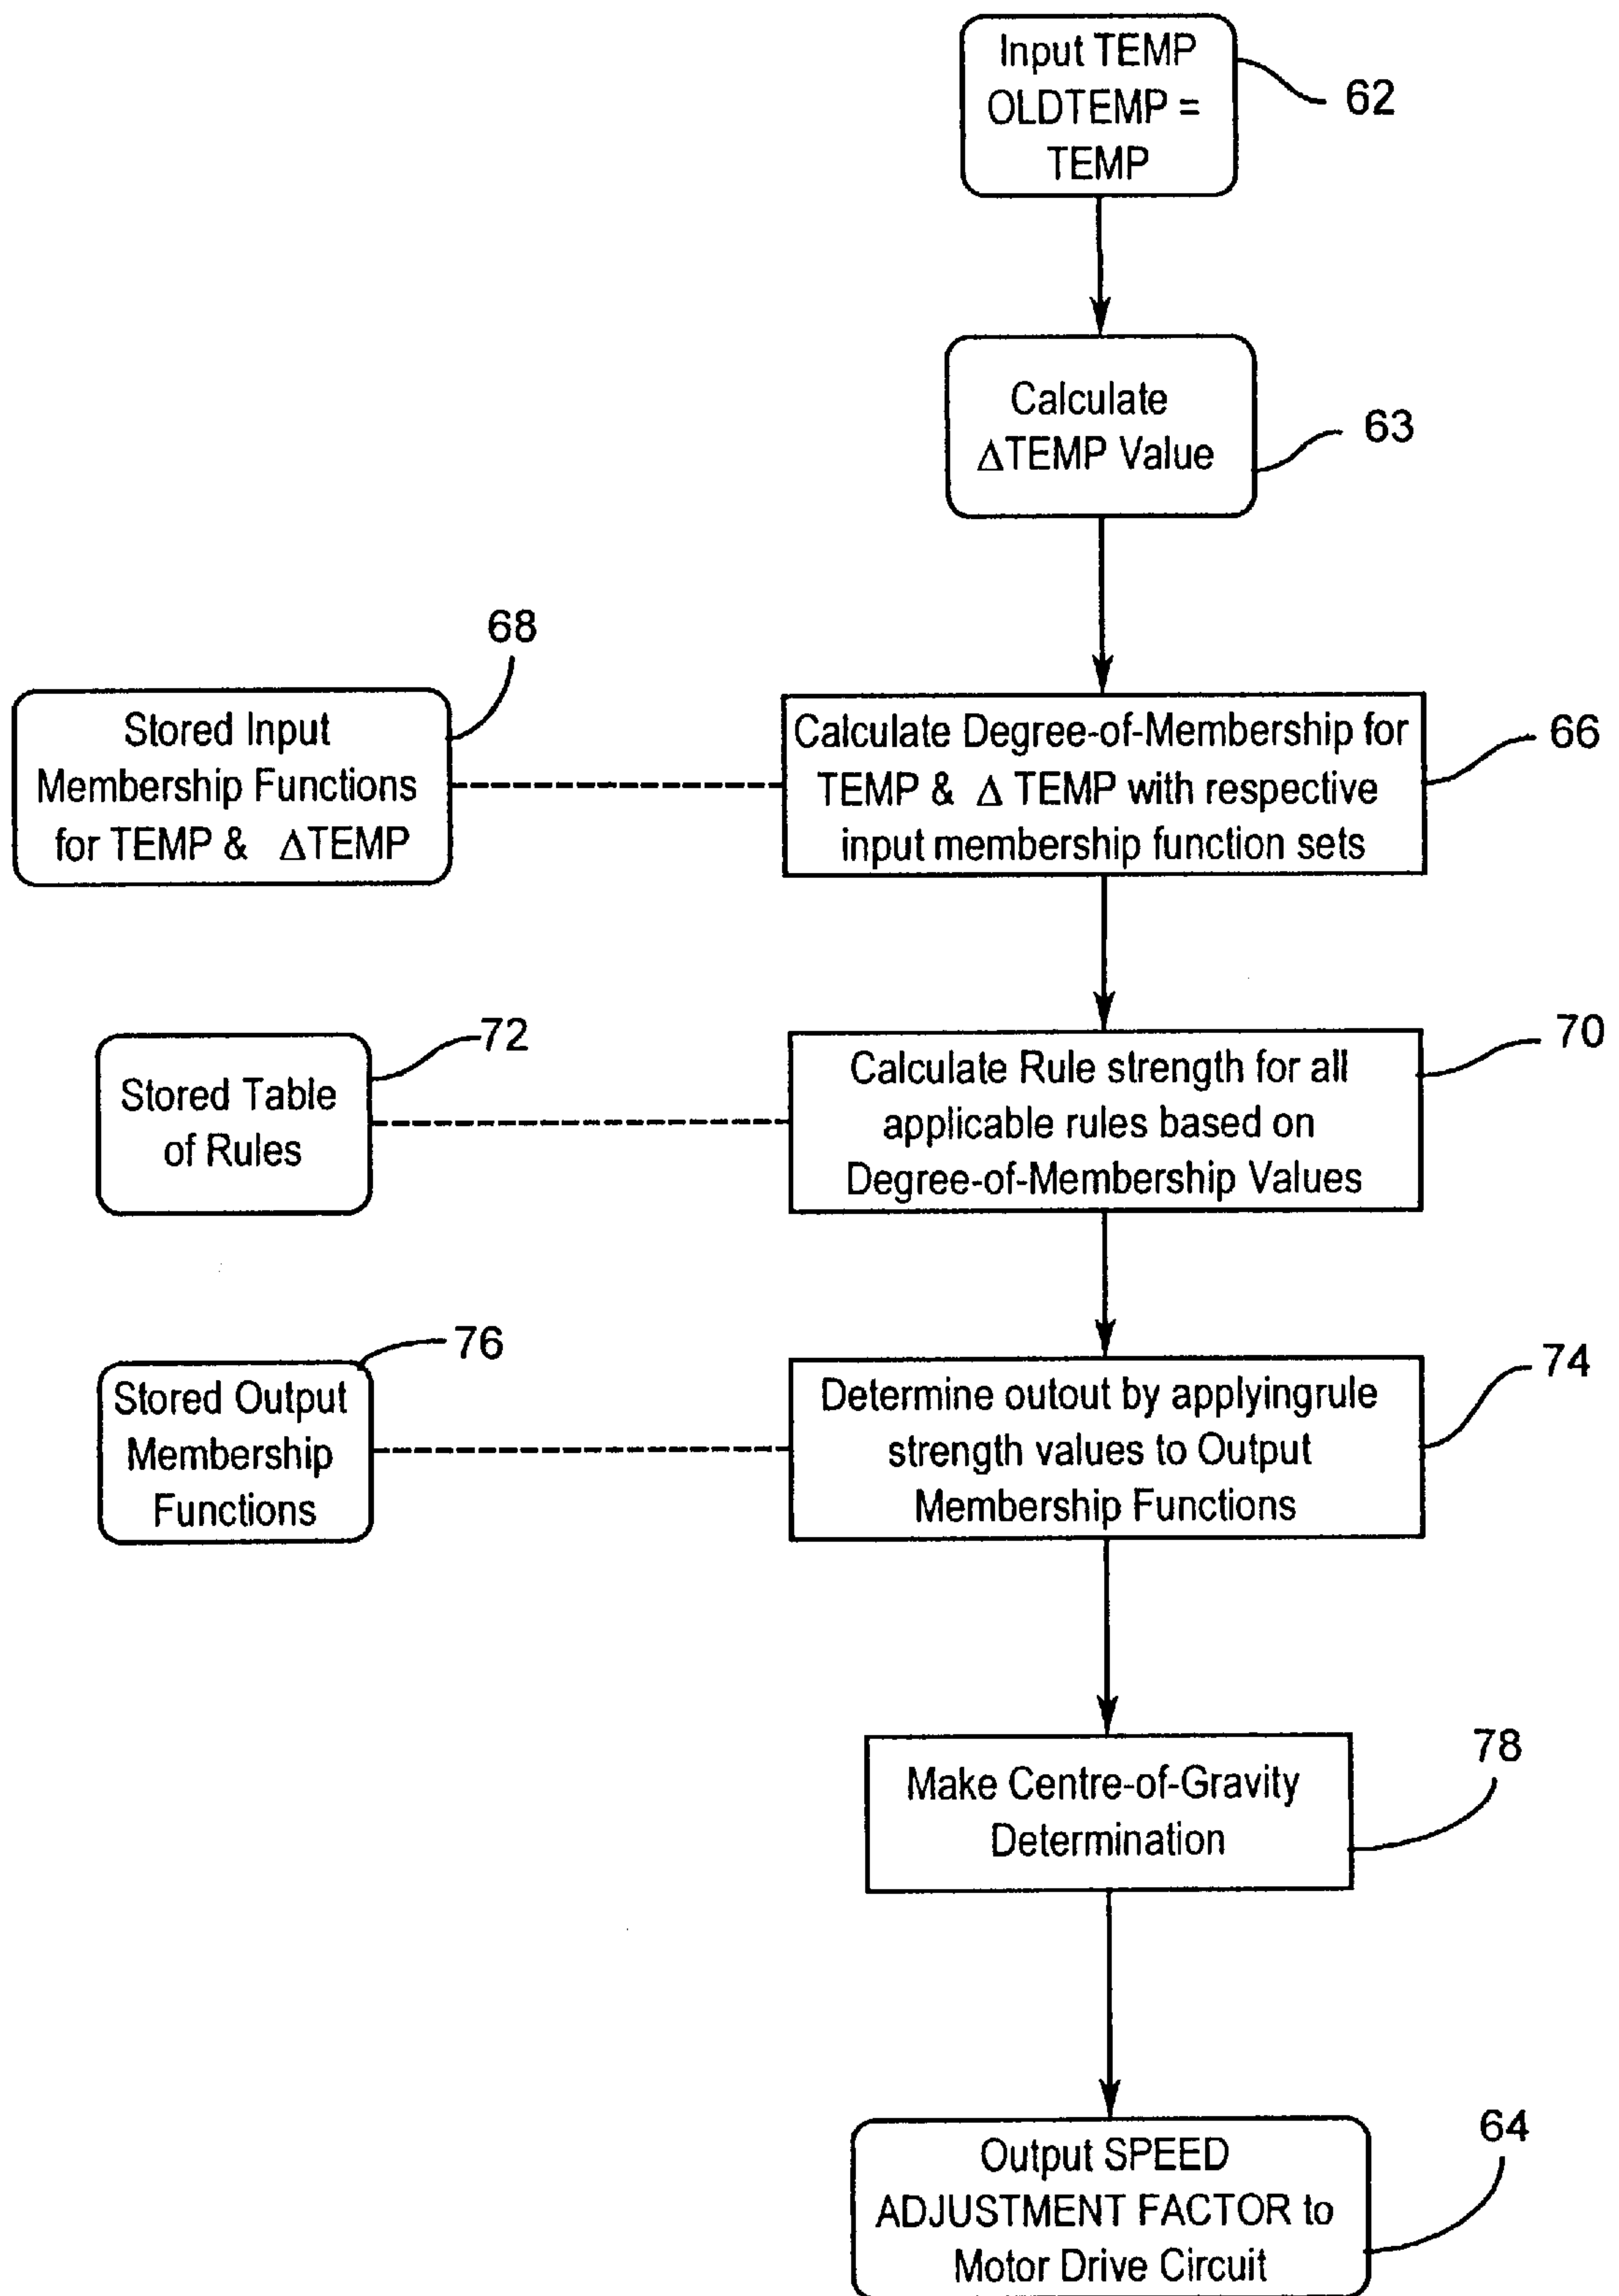 Input TEMP
OLDTEMP =
TEMP
62
Calculate
ΔTEMP Value
63
68
Stored Input
Membership Functions
for TEMP & ΔTEMP
Calculate Degree-of-Membership for
TEMP & Δ TEMP with respective
input membership function sets
66
72
Stored Table
of Rules
Calculate Rule strength for all
applicable rules based on
Degree-of-Membership Values
70
76
Stored Output
Membership
Functions
Determine outout by applyingrule
strength values to Output
Membership Functions
74
Make Centre-of-Gravity
Determination
78
Output SPEED
ADJUSTMENT FACTOR to
Motor Drive Circuit
64